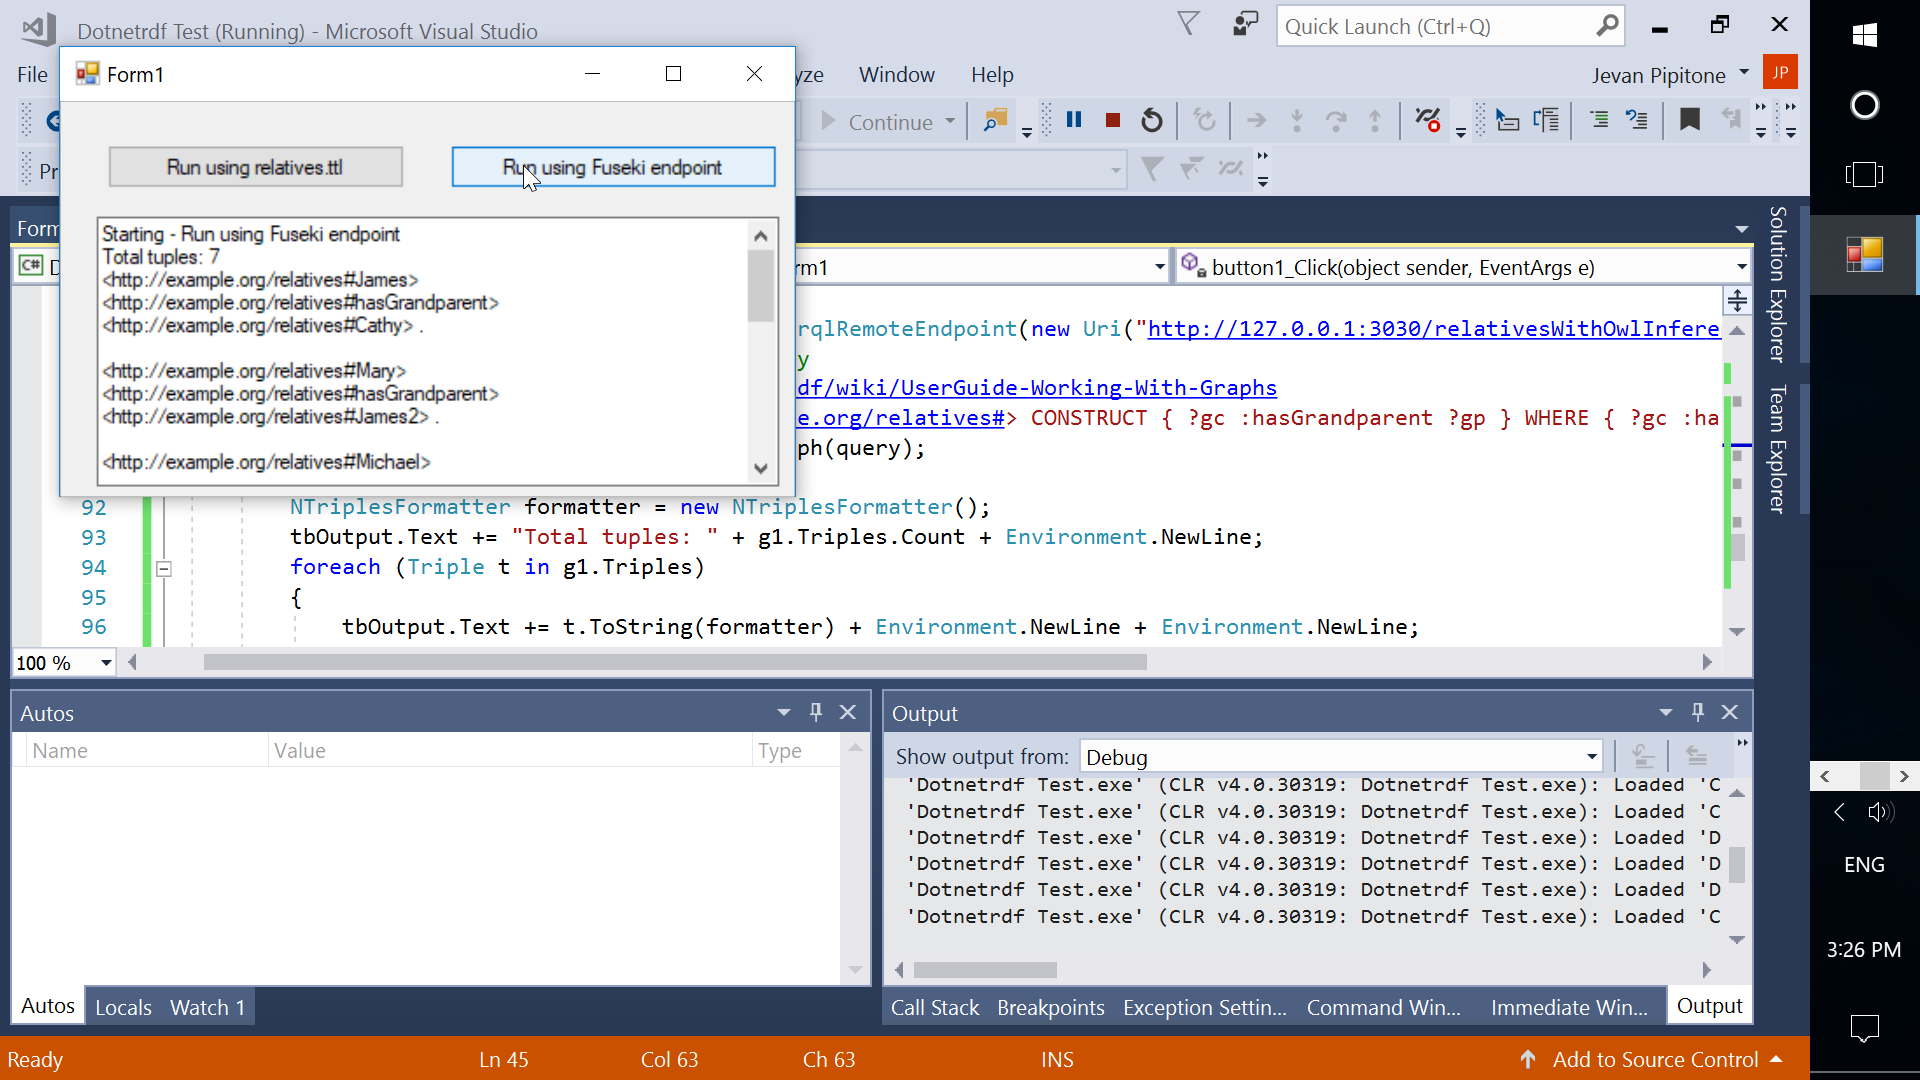 Dotnetrdf Test (Running) - Microsoft Visual Studio
Quick Launch (Ctrl+Q)
File
yze
Window
Help
Jevan Pipitone
JP
Form1
Continue
Pr
Run using relatives.ttl
Run using Fuseki endpoint
Starting - Run using Fuseki endpoint
Total tuples: 7
<http://example.org/relatives#James>
<http://example.org/relatives#hasGrandparent>
<http://example.org/relatives#Cathy> .
<http://example.org/relatives#Mary>
<http://example.org/relatives#hasGrandparent>
<http://example.org/relatives#James2> .
<http://example.org/relatives#Michael>
Form
C# D
rm1
button1_Click(object sender, EventArgs e)
rqlRemoteEndpoint(new Uri("http://127.0.0.1:3030/relativesWithOwlInfere
y
df/wiki/UserGuide-Working-With-Graphs
e.org/relatives#> CONSTRUCT { ?gc :hasGrandparent ?gp } WHERE { ?gc :ha
ph(query);
92 NTriplesFormatter formatter = new NTriplesFormatter();
93 tbOutput.Text += "Total tuples: " + g1.Triples.Count + Environment.NewLine;
94 foreach (Triple t in g1.Triples)
95 {
96 tbOutput.Text += t.ToString(formatter) + Environment.NewLine + Environment.NewLine;
100 %
Solution Explorer
Team Explorer
Autos
Name Value Type
Autos Locals Watch 1
Output
Show output from: Debug
'Dotnetrdf Test.exe' (CLR v4.0.30319: Dotnetrdf Test.exe): Loaded 'C
'Dotnetrdf Test.exe' (CLR v4.0.30319: Dotnetrdf Test.exe): Loaded 'C
'Dotnetrdf Test.exe' (CLR v4.0.30319: Dotnetrdf Test.exe): Loaded 'D
'Dotnetrdf Test.exe' (CLR v4.0.30319: Dotnetrdf Test.exe): Loaded 'D
'Dotnetrdf Test.exe' (CLR v4.0.30319: Dotnetrdf Test.exe): Loaded 'D
'Dotnetrdf Test.exe' (CLR v4.0.30319: Dotnetrdf Test.exe): Loaded 'C
Call Stack Breakpoints Exception Settin... Command Win... Immediate Win... Output
Ready
Ln 45
Col 63
Ch 63
INS
Add to Source Control
ENG
3:26 PM